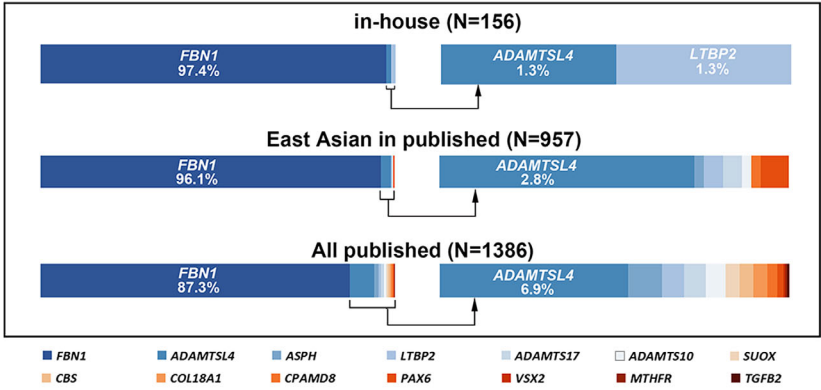 in-house (N=156)
FBN1
97.4%
ADAMTSL4
1.3%
LTBP2
1.3%
East Asian in published (N=957)
FBN1
96.1%
ADAMTSL4
2.8%
All published (N=1386)
FBN1
87.3%
ADAMTSL4
6.9%
FBN1 ADAMTSL4 ASPH LTBP2 ADAMTS17 ADAMTS10 SUOX
CBS COL18A1 CPAMD8 PAX6 VSX2 MTHFR TGFB2